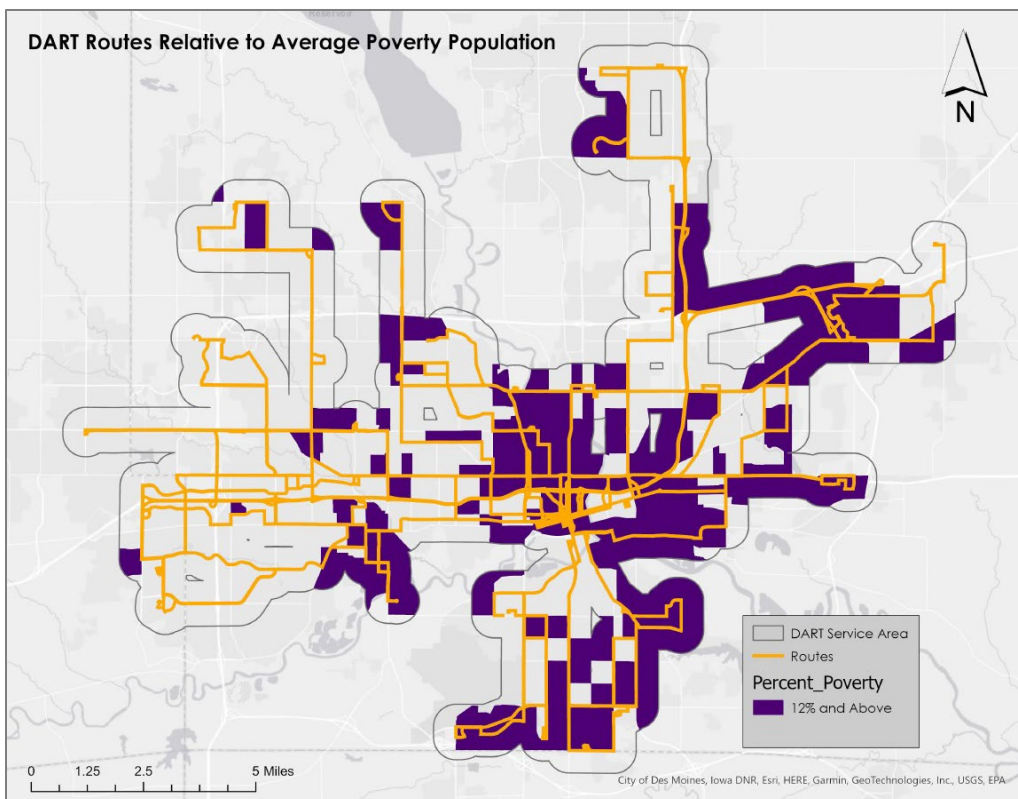 Reservoir
DART Routes Relative to Average Poverty Population
N
DART Service Area
Routes
Percent_Poverty
12% and Above
0 1.25 2.5 5 Miles
City of Des Moines, Iowa DNR, Esri, HERE, Garmin, GeoTechnologies, Inc., USGS, EPA